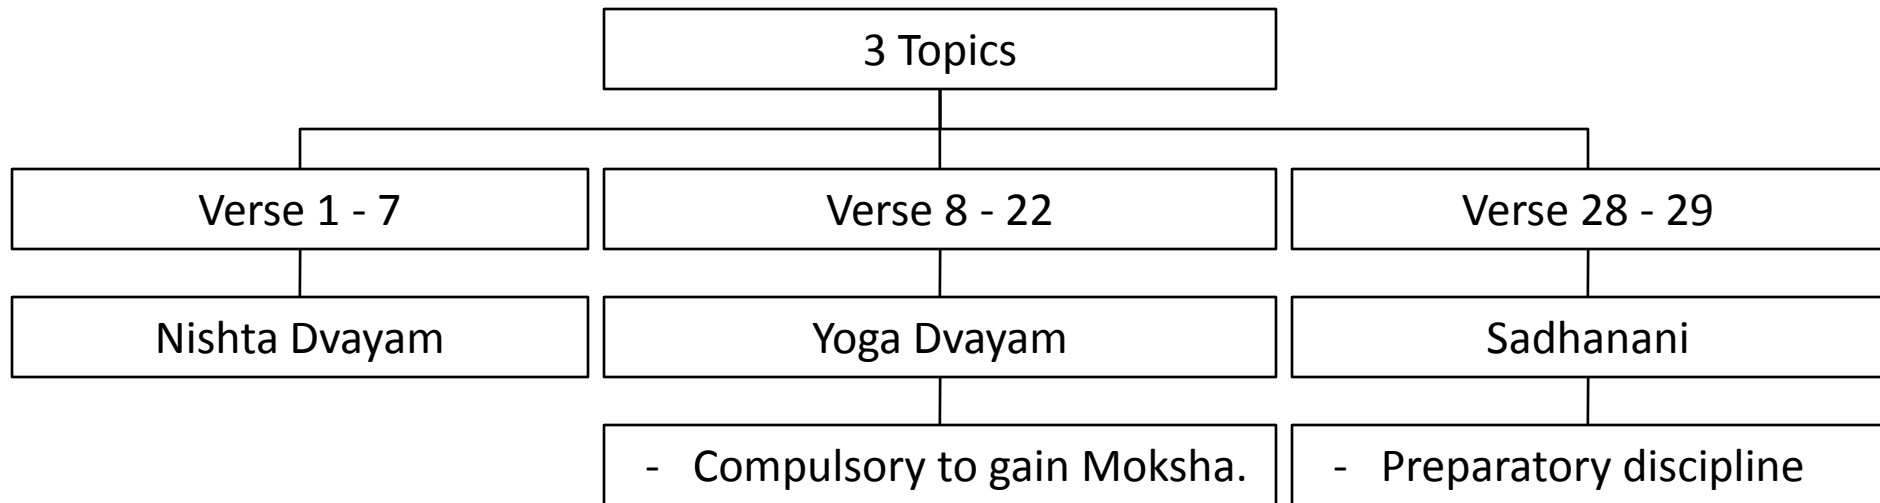 3 Topics
Verse 1 - 7
Verse 8 - 22
Verse 28 - 29
Nishta Dvayam
Yoga Dvayam
Sadhanani
- Compulsory to gain Moksha.
- Preparatory discipline